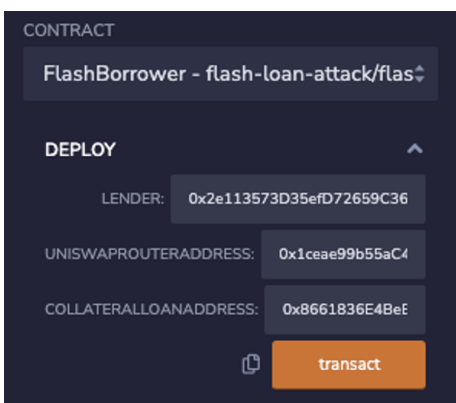 CONTRACT
FlashBorrower - flash-loan-attack/flas
DEPLOY
LENDER: 0x2e113573D35efD72659C36
UNISWAPROUTERADDRESS: 0x1ceae99b55aC4
COLLATERALLOANADDRESS: 0x8661836E4BeE
transact